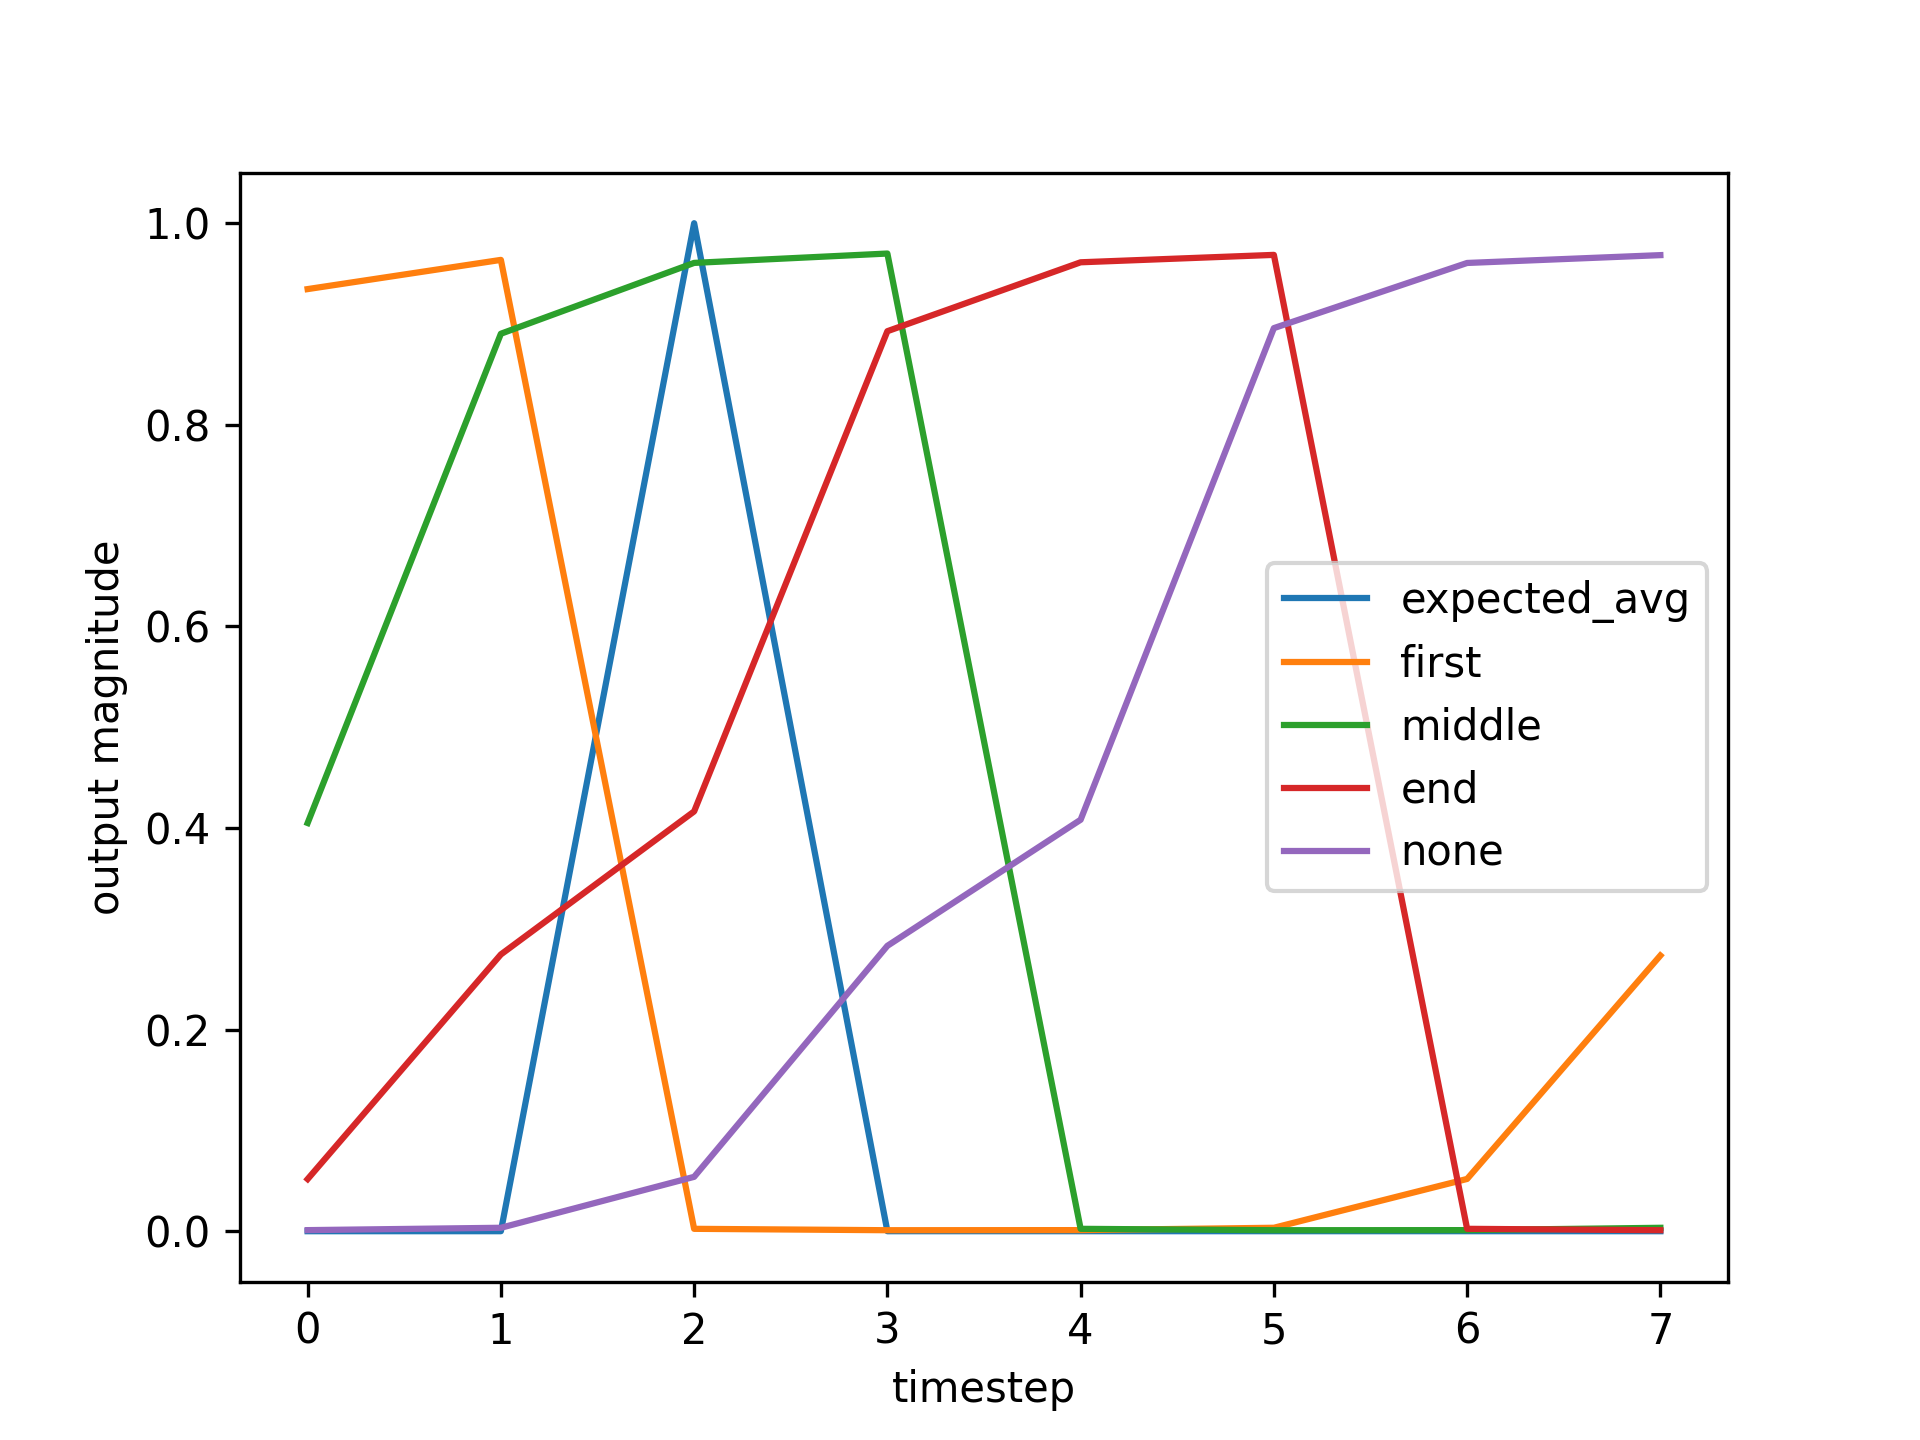 1.0
0.8
0.6
0.4
0.2
0.0
output magnitude
expected_avg
first
middle
end
none
0 1 2 3 4 5 6 7
timestep